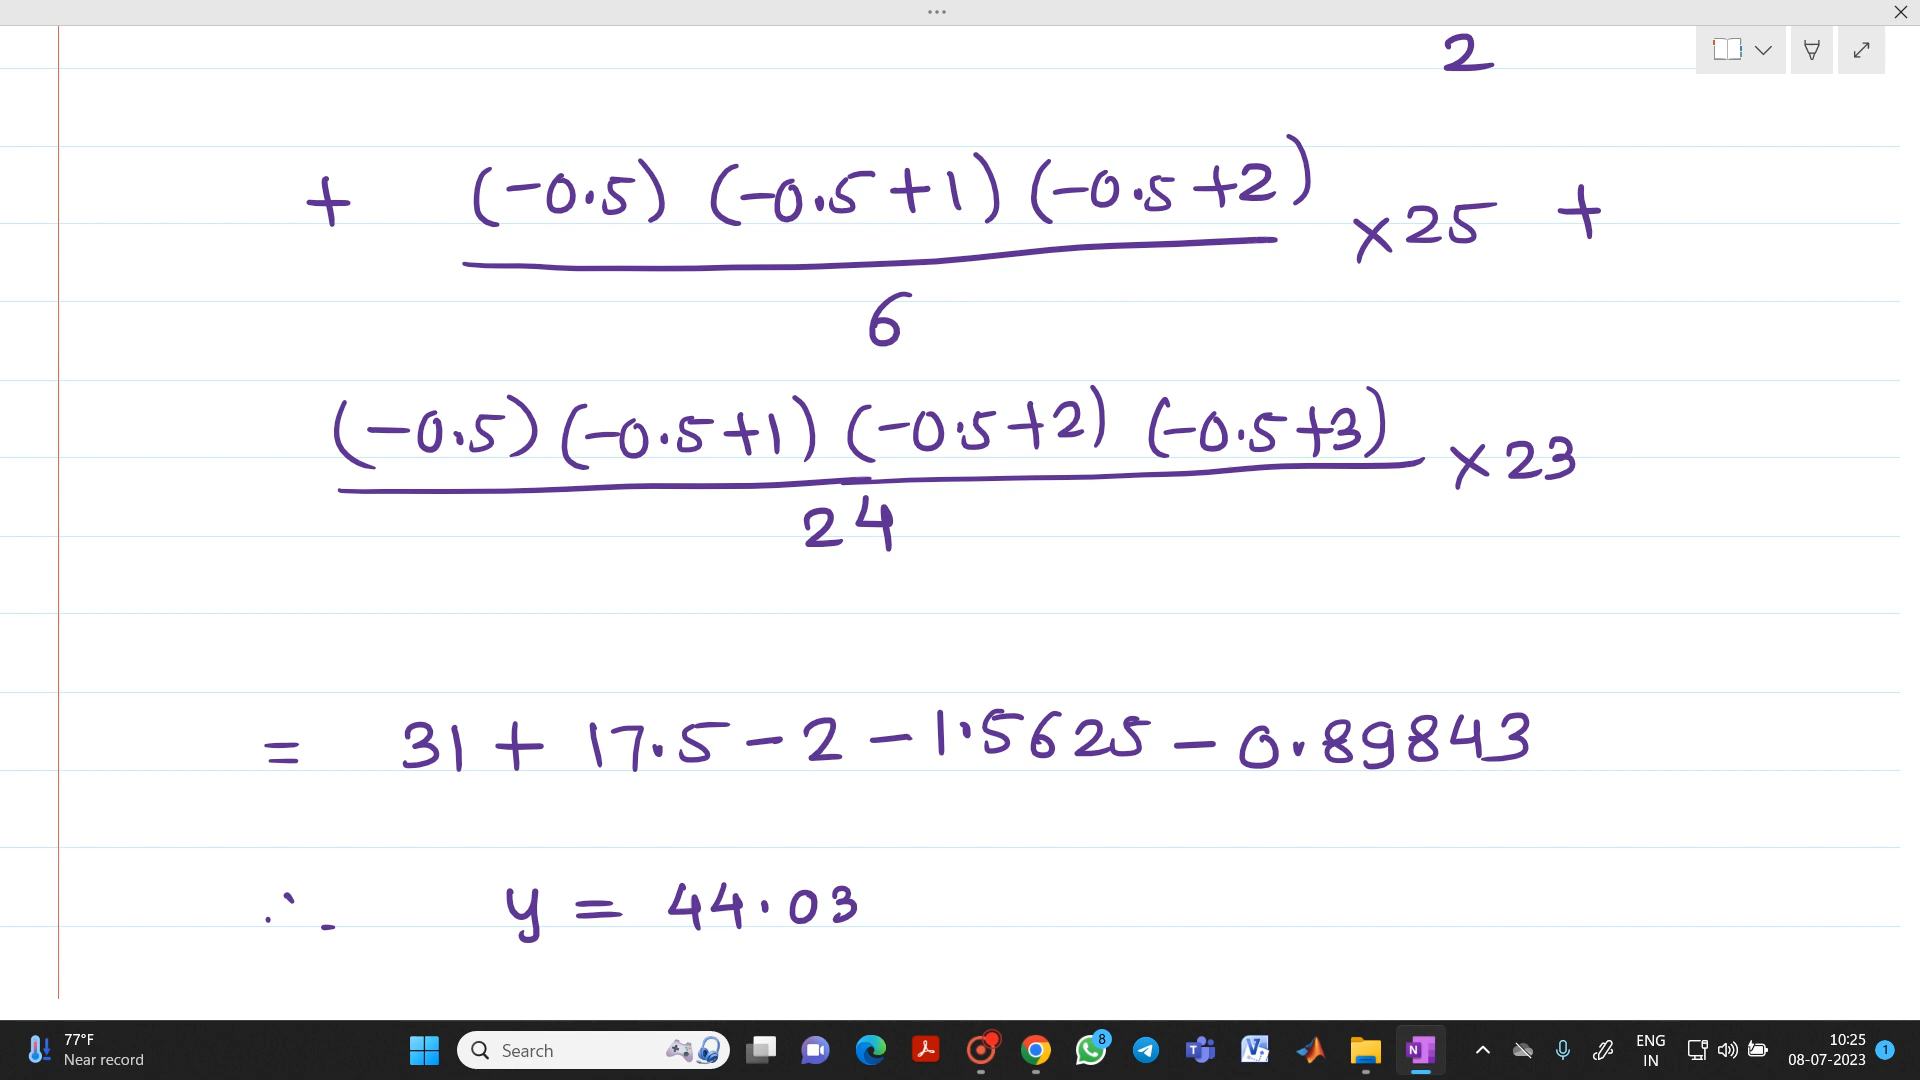 2
+ (-0.5) (-0.5+1) (-0.5+2)
× 25 +
6
(-0.5) (-0.5+1) (-0.5+2) (-0.5+3)
× 23
24
= 31 + 17.5 - 2 - 1.5625 - 0.89843
∴ y = 44.03
77°F
Near record
Search
8
ENG
IN
10:25
08-07-2023
1